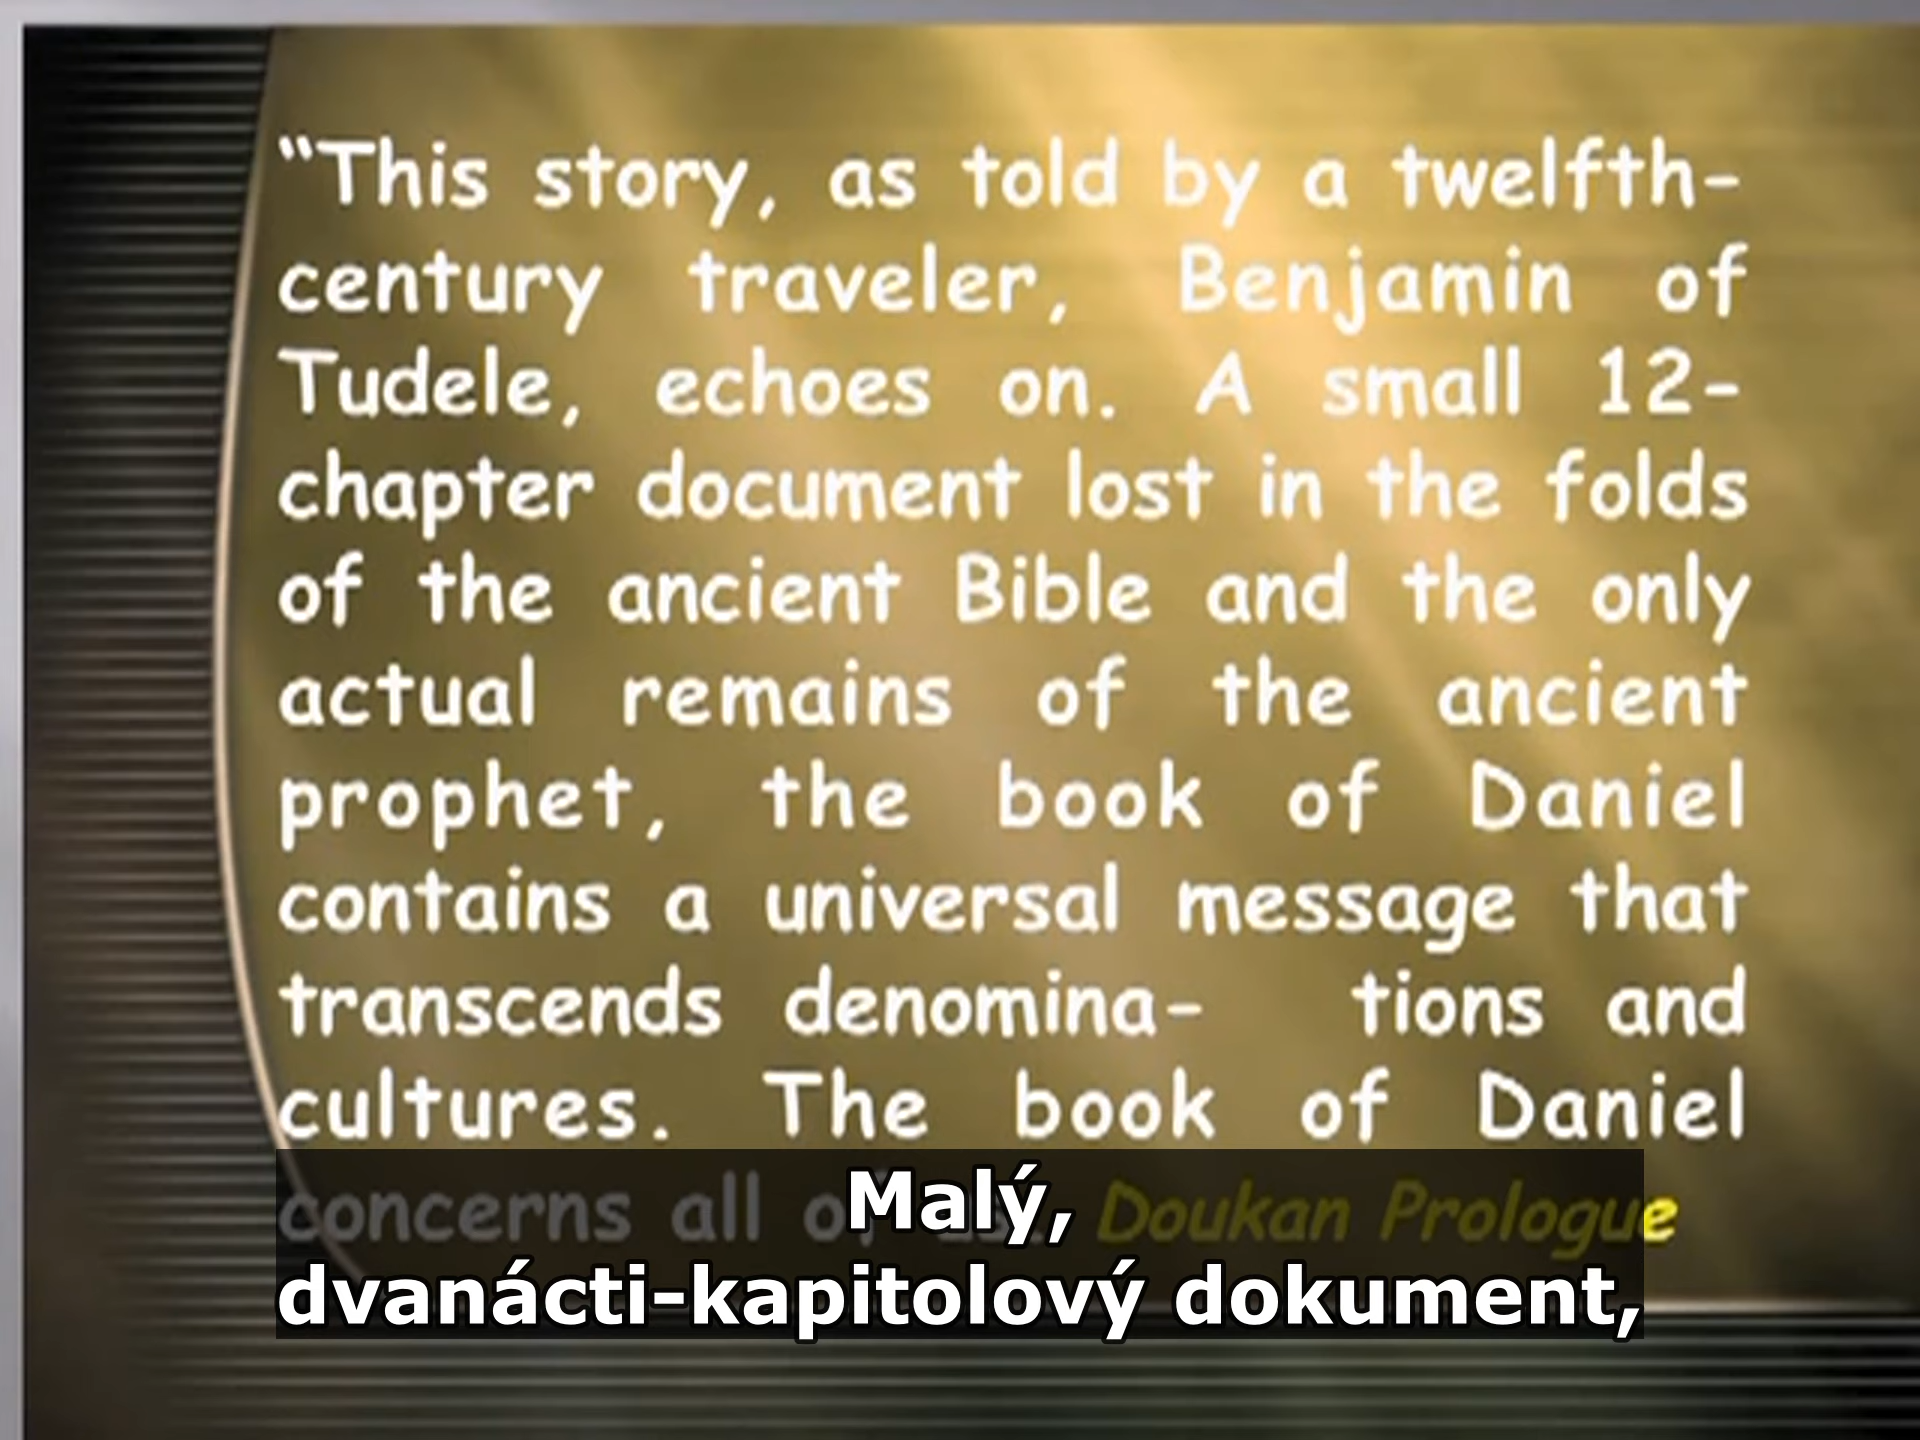 “This story, as told by a twelfth-
century traveler, Benjamin of
Tudele, echoes on. A small 12-
chapter document lost in the folds
of the ancient Bible and the only
actual remains of the ancient
prophet, the book of Daniel
contains a universal message that
transcends denomina- tions and
cultures. The book of Daniel
concerns all Doukan Prologue
Malý,
dvanácti-kapitolový dokument,